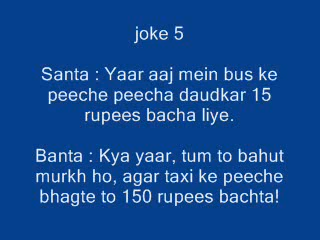 joke 5
Santa : Yaar aaj mein bus ke
peeche peecha daudkar 15
rupees bacha liye.
Banta : Kya yaar, tum to bahut
murkh ho, agar taxi ke peeche
bhagte to 150 rupees bachta!